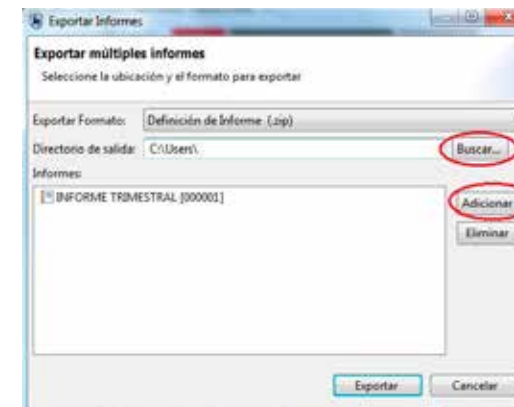 Exportar Informes
Exportar múltiples informes
Seleccione la ubicación y el formato para exportar
Exportar Formato: Definición de Informe (.zip)
Directorio de salida: C:\Users\ Buscar...
Informes:
INFORME TRIMESTRAL [000001] Adicionar
Eliminar
Exportar Cancelar